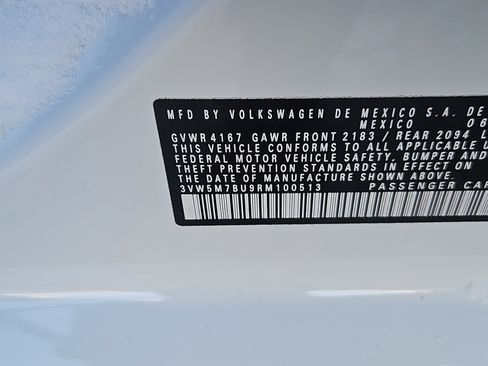 MFD BY VOLKSWAGEN DE MEXICO S.A. DE
MEXICO 06
GVWR 4167 GAWR FRONT 2183 / REAR 2094 L
THIS VEHICLE CONFORMS TO ALL APPLICABLE
FEDERAL MOTOR VEHICLE SAFETY, BUMPER AND
THEFT PREVENTION STANDARDS IN EFFECT ON
THE DATE OF MANUFACTURE SHOWN ABOVE.
3VW5M7BU9RM100513 PASSENGER CAR